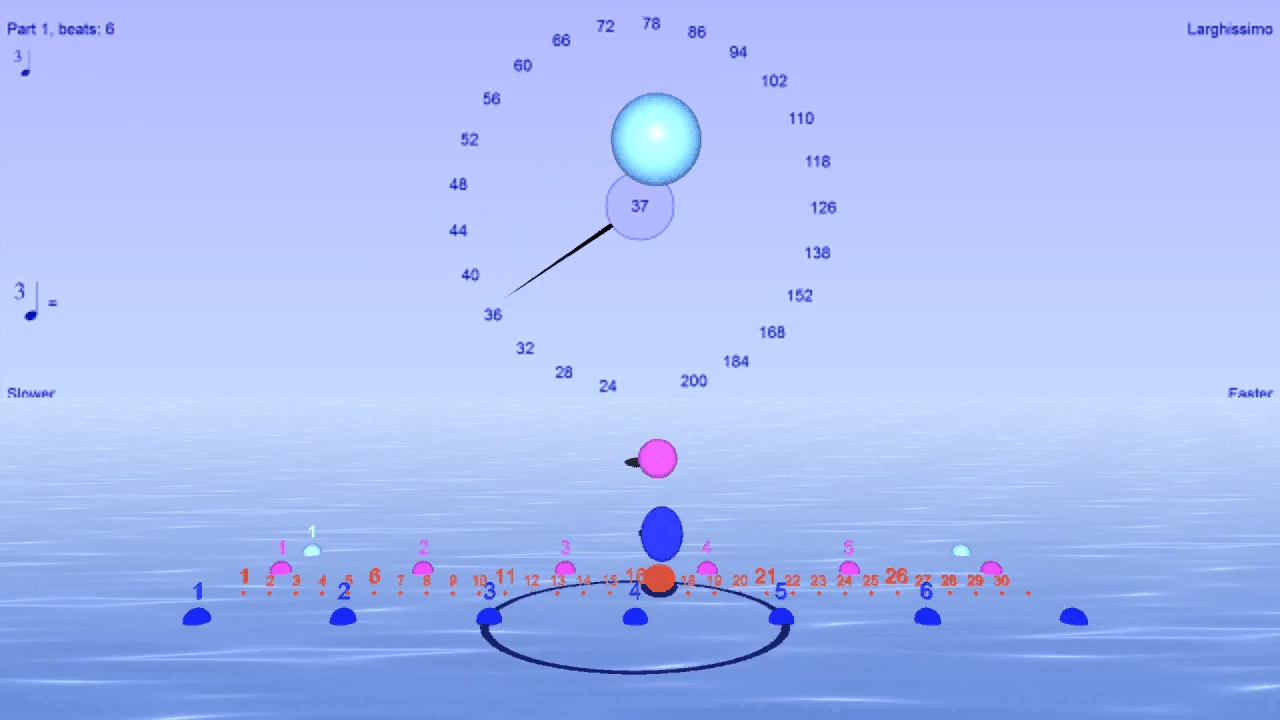 Part 1, beats: 6
Larghissimo
3
72 78 86
66 94
60 102
56 110
52 118
48 126
44 138
40 152
36 168
32 184
28 200
24
37
3 =
Slower
Faster
1
1 2 3 4 5
1 2 3 4 5 6 7 8 9 10 11 12 13 14 15 16 18 19 20 21 22 23 24 25 26 27 28 29 30
1 2 3 4 5 6